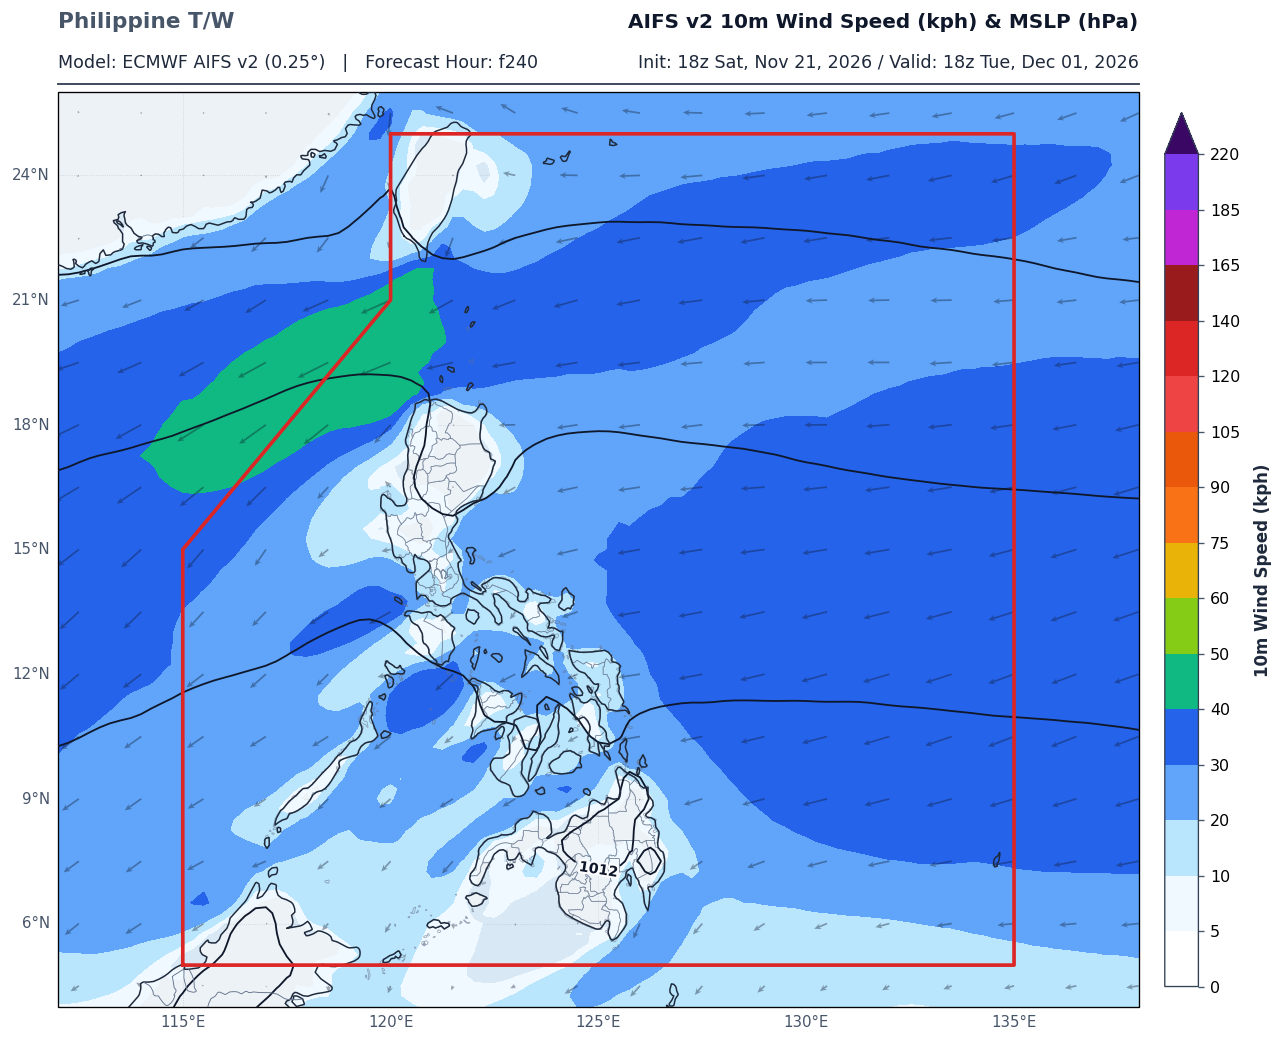 Philippine T/W
AIFS v2 10m Wind Speed (kph) & MSLP (hPa)
Model: ECMWF AIFS v2 (0.25°)   |   Forecast Hour: f240
Init: 18z Sat, Nov 21, 2026 / Valid: 18z Tue, Dec 01, 2026
24°N
21°N
18°N
15°N
12°N
9°N
6°N
115°E
120°E
125°E
130°E
135°E
1012
220
185
165
140
120
105
90
75
60
50
40
30
20
10
5
0
10m Wind Speed (kph)